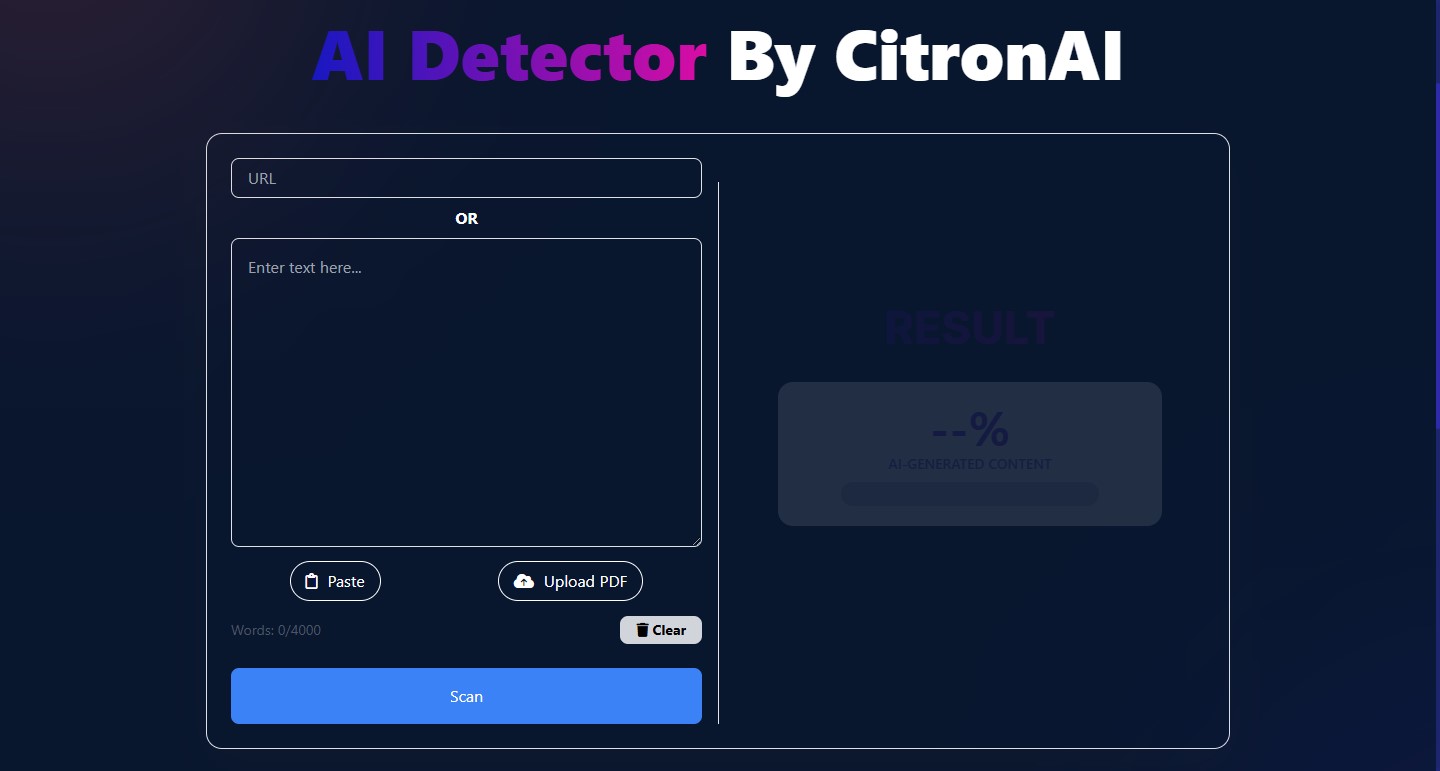 AI Detector By CitronAI
URL
OR
Enter text here...
Paste
Upload PDF
Words: 0/4000
Clear
Scan
RESULT
--%
AI-GENERATED CONTENT